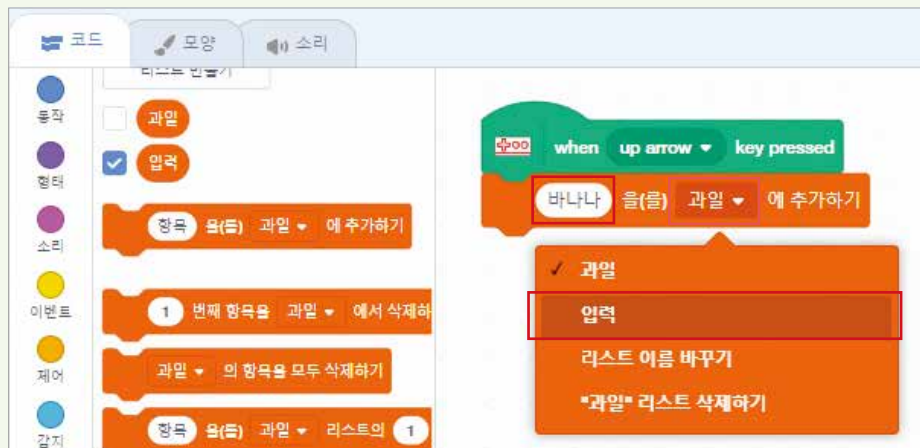 코드
모양
소리
동작
형태
소리
이벤트
제어
감지
리스트 만들기
과일
입력
항목 을(를) 과일 에 추가하기
1 번째 항목을 과일 에서 삭제하
과일 의 항목을 모두 삭제하기
항목 을(를) 과일 리스트의 1
when up arrow key pressed
바나나 을(를) 과일 에 추가하기
✓ 과일
입력
리스트 이름 바꾸기
"과일" 리스트 삭제하기